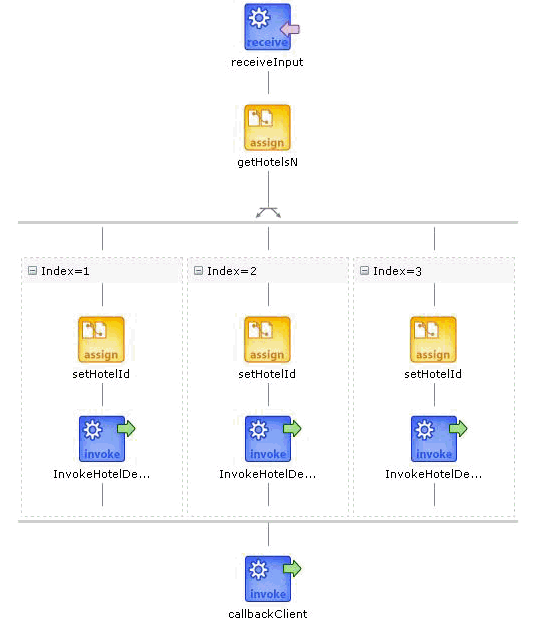 receive
receiveInput
assign
getHotelsN
Index=1
Index=2
Index=3
assign
assign
assign
setHotelId
setHotelId
setHotelId
invoke
invoke
invoke
InvokeHotelDe...
InvokeHotelDe...
InvokeHotelDe...
invoke
callbackClient